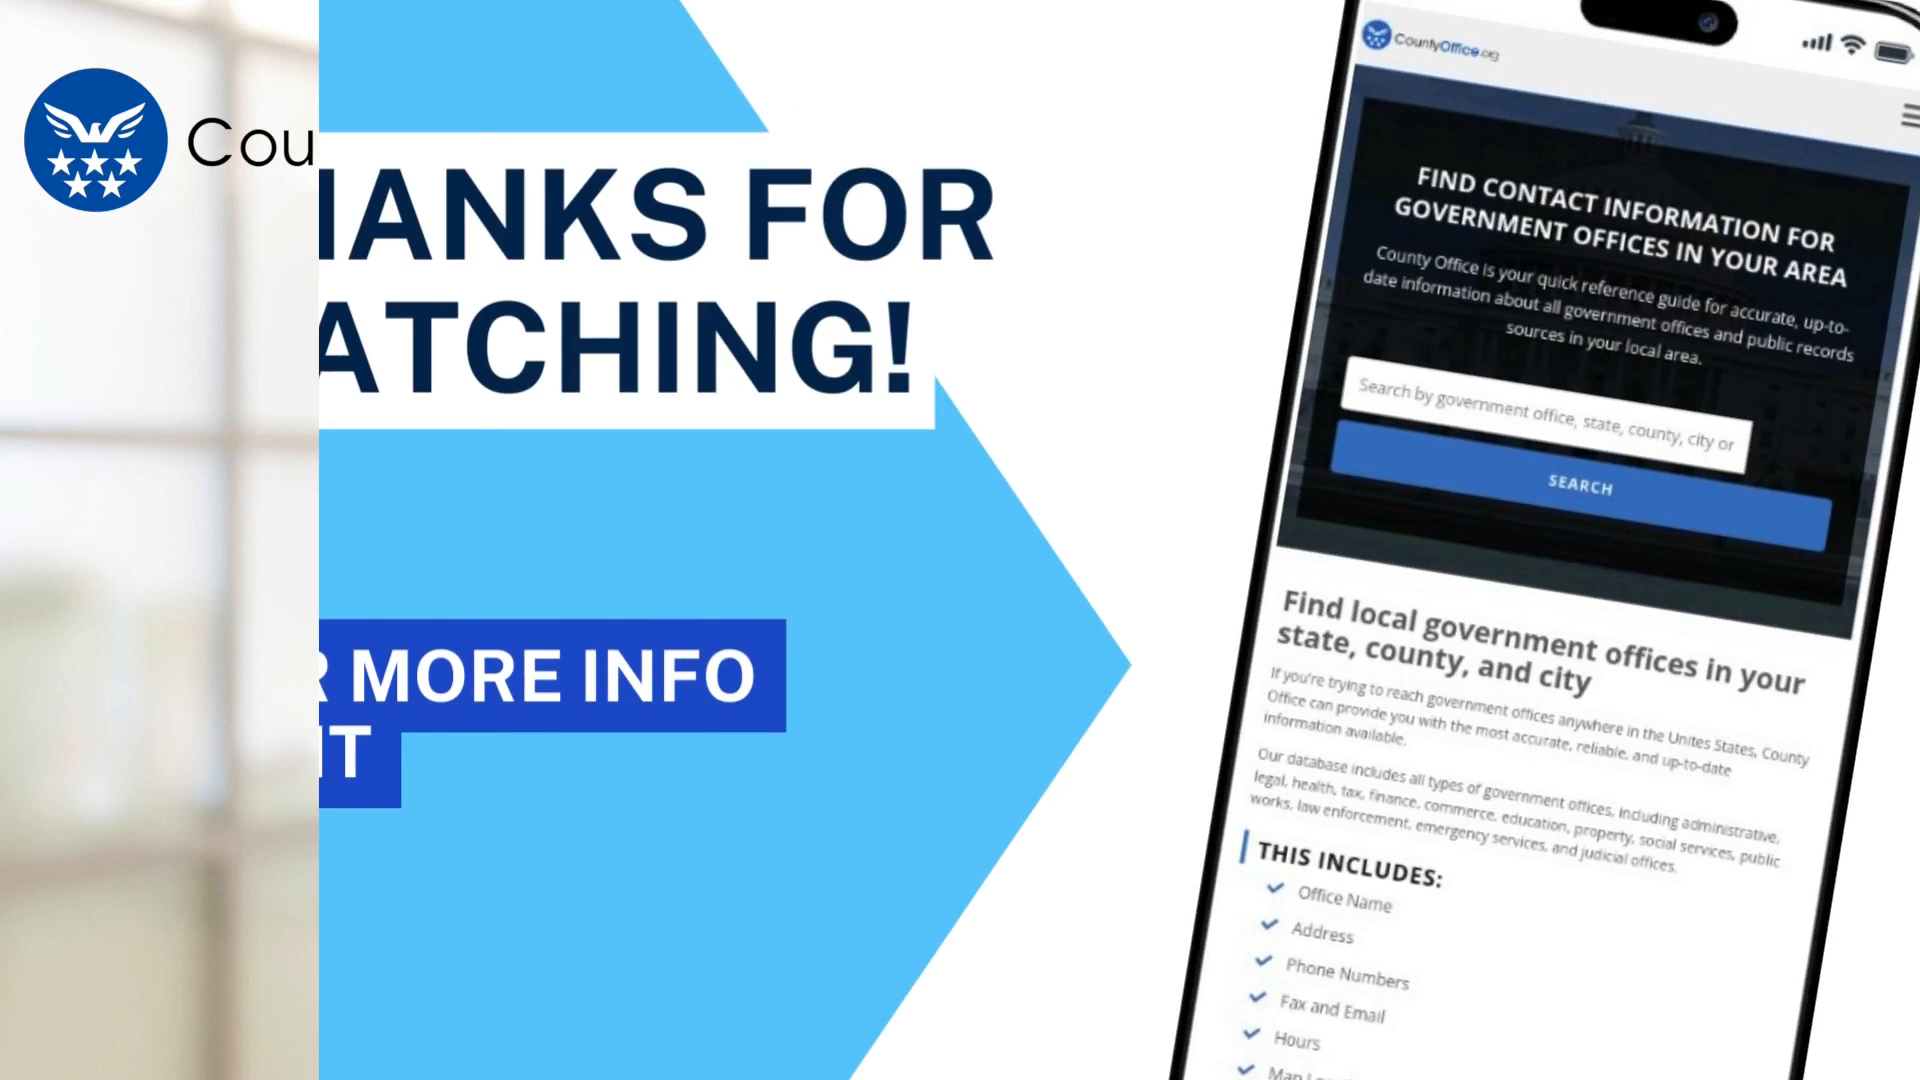 Cou
HANKS FOR
ATCHING!
R MORE INFO
IT
CountyOffice.org
FIND CONTACT INFORMATION FOR
GOVERNMENT OFFICES IN YOUR AREA
County Office is your quick reference guide for accurate, up-to-
date information about all government offices and public records
sources in your local area.
Search by government office, state, county, city or
SEARCH
Find local government offices in your
state, county, and city
If you're trying to reach government offices anywhere in the Unites States, County
Office can provide you with the most accurate, reliable, and up-to-date
information available.
Our database includes all types of government offices, including administrative,
legal, health, tax, finance, commerce, education, property, social services, public
works, law enforcement, emergency services, and judicial offices.
THIS INCLUDES:
Office Name
Address
Phone Numbers
Fax and Email
Hours
Map